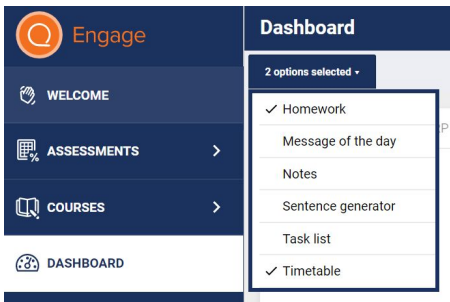 Engage
WELCOME
ASSESSMENTS
COURSES
DASHBOARD
Dashboard
2 options selected
Homework
Message of the day
Notes
Sentence generator
Task list
Timetable